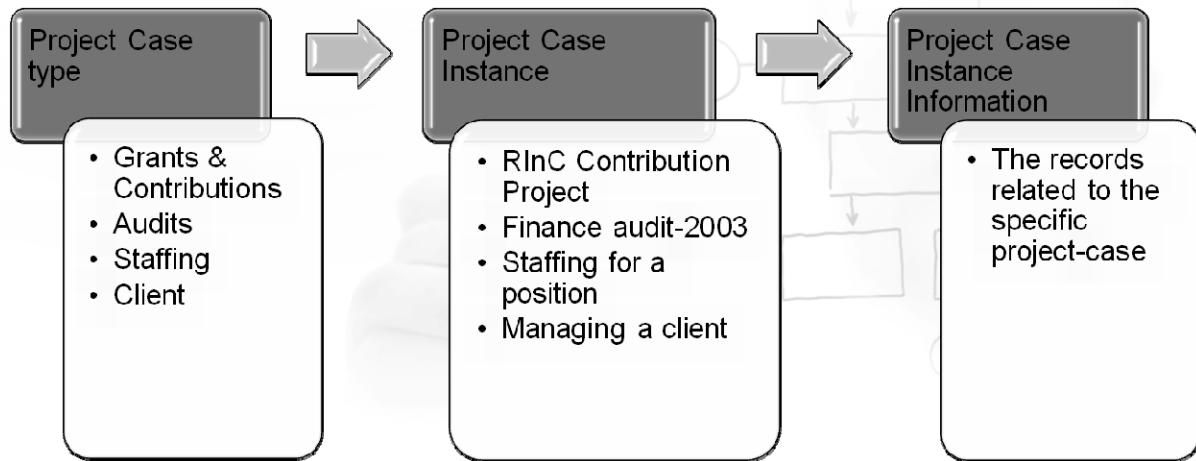 Project Case
type
• Grants &
Contributions
• Audits
• Staffing
• Client
Project Case
Instance
• RInC Contribution
Project
• Finance audit-2003
• Staffing for a
position
• Managing a client
Project Case
Instance
Information
• The records
related to the
specific
project-case